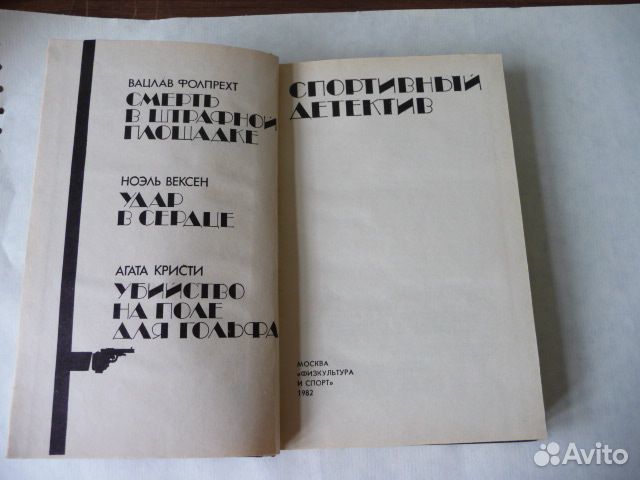 ВАЦЛАВ ФОЛПРЕХТ
СМЕРТЬ
В ШТРАФНОЙ
ПЛОЩАДКЕ
НОЭЛЬ ВЕКСЕН
УДАР
В СЕРДЦЕ
АГАТА КРИСТИ
УБИЙСТВО
НА ПОЛЕ
ДЛЯ ГОЛЬФА
СПОРТИВНЫЙ
ДЕТЕКТИВ
МОСКВА
«ФИЗКУЛЬТУРА
И СПОРТ»
1982
Avito